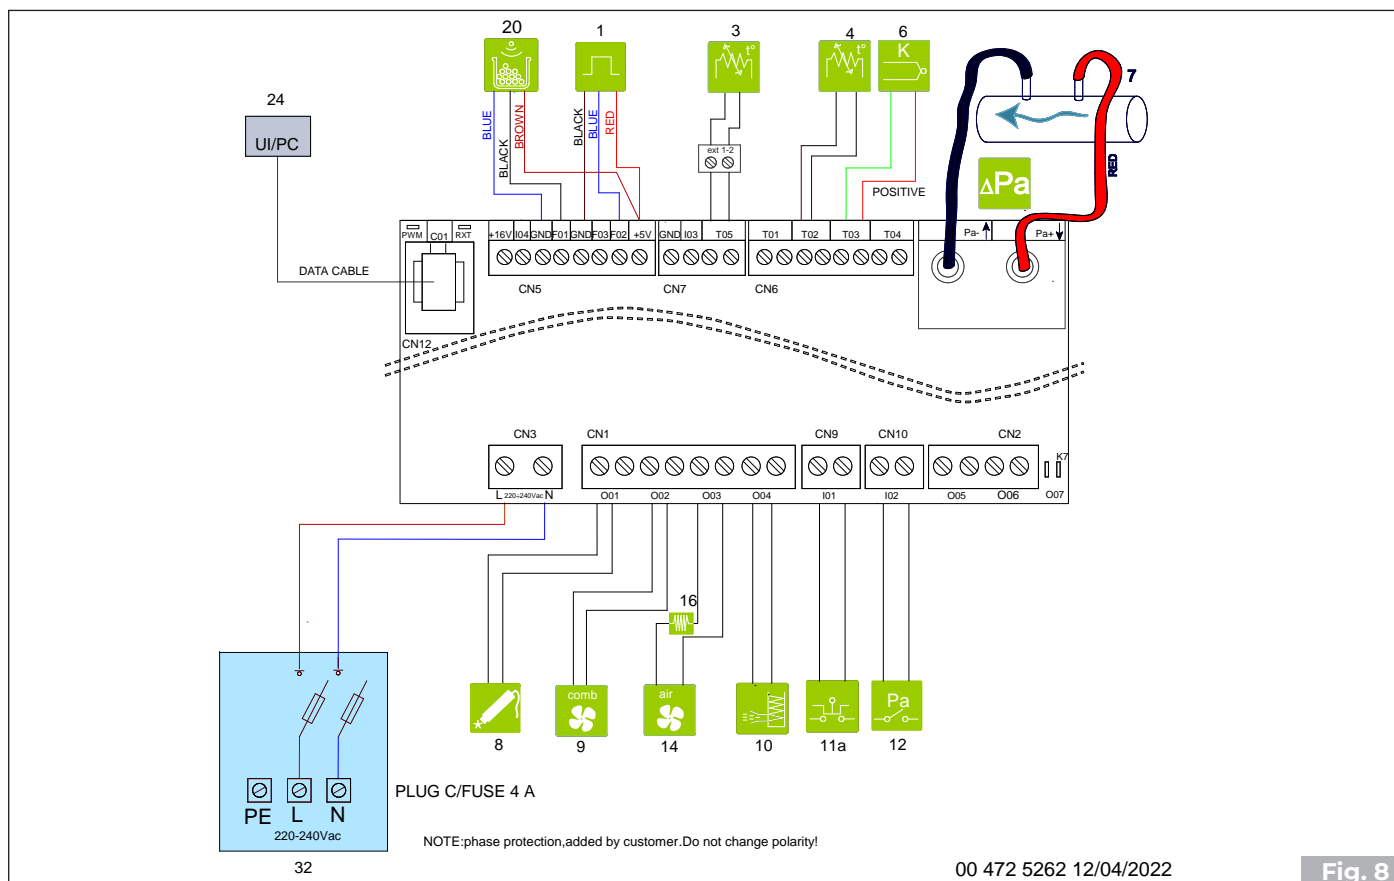 20 1 3 4 6
K
t°
t°
7
24
UI/PC
BLUE
BLACK
BROWN
BLACK
BLUE
RED
ext 1-2
POSITIVE
ΔPa
RED
PWM C01 RXT
+16V I04 GND F01 GND F03 F02 +5V
GND I03 T05
T01 T02 T03 T04
Pa- Pa+
DATA CABLE
CN5 CN7 CN6
CN12
CN3 CN1 CN9 CN10 CN2
K7
L 220÷240Vac N
O01 O02 O03 O04 I01 I02 O05 O06 O07
16
comb
air
Pa
8 9 14 10 11a 12
PLUG C/FUSE 4 A
PE L N
220-240Vac
NOTE:phase protection,added by customer.Do not change polarity!
32
00 472 5262 12/04/2022
Fig. 8